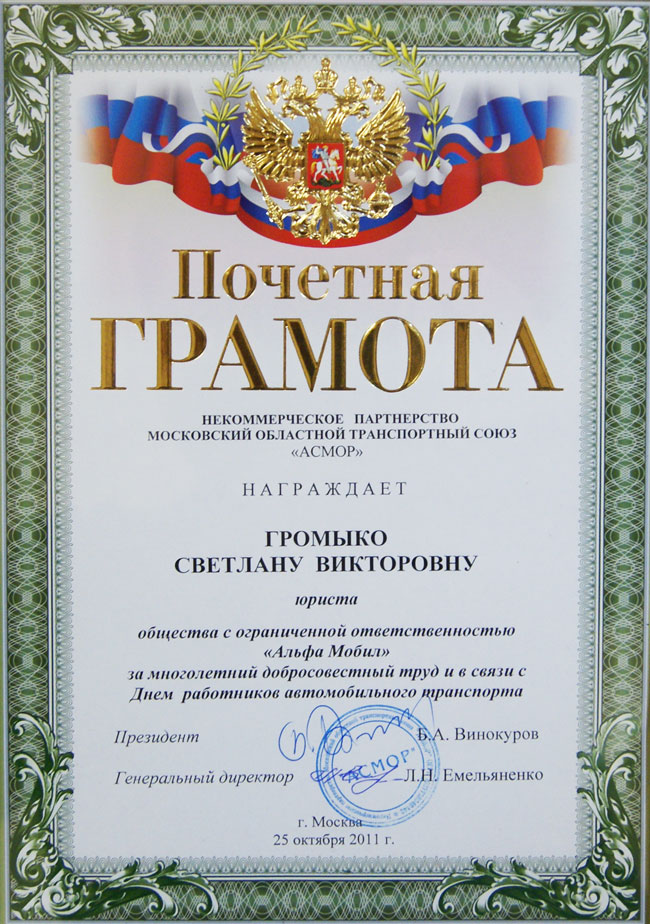 Почетная
ГРАМОТА
НЕКОММЕРЧЕСКОЕ ПАРТНЕРСТВО
МОСКОВСКИЙ ОБЛАСТНОЙ ТРАНСПОРТНЫЙ СОЮЗ
«АСМОР»
НАГРАЖДАЕТ
ГРОМЫКО
СВЕТЛАНУ ВИКТОРОВНУ
юриста
общества с ограниченной ответственностью
«Альфа Мобил»
за многолетний добросовестный труд и в связи с
Днем работников автомобильного транспорта
Президент Б.А. Винокуров
Генеральный директор Л.Н. Емельяненко
АСМОР"
г. Москва
25 октября 2011 г.